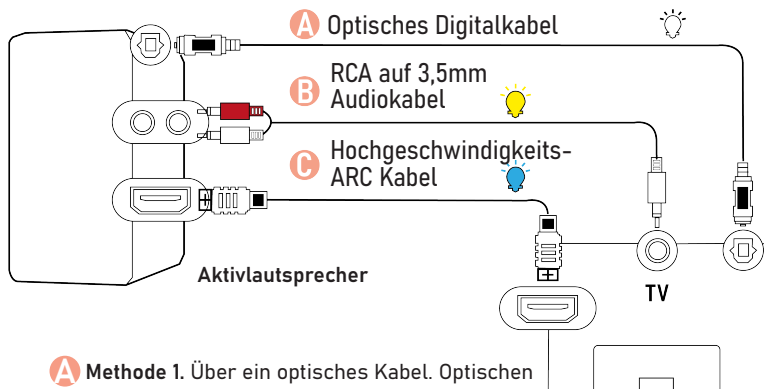 A Optisches Digitalkabel
B RCA auf 3,5mm
Audiokabel
C Hochgeschwindigkeits-
ARC Kabel
Aktivlautsprecher
TV
A Methode 1. Über ein optisches Kabel. Optischen